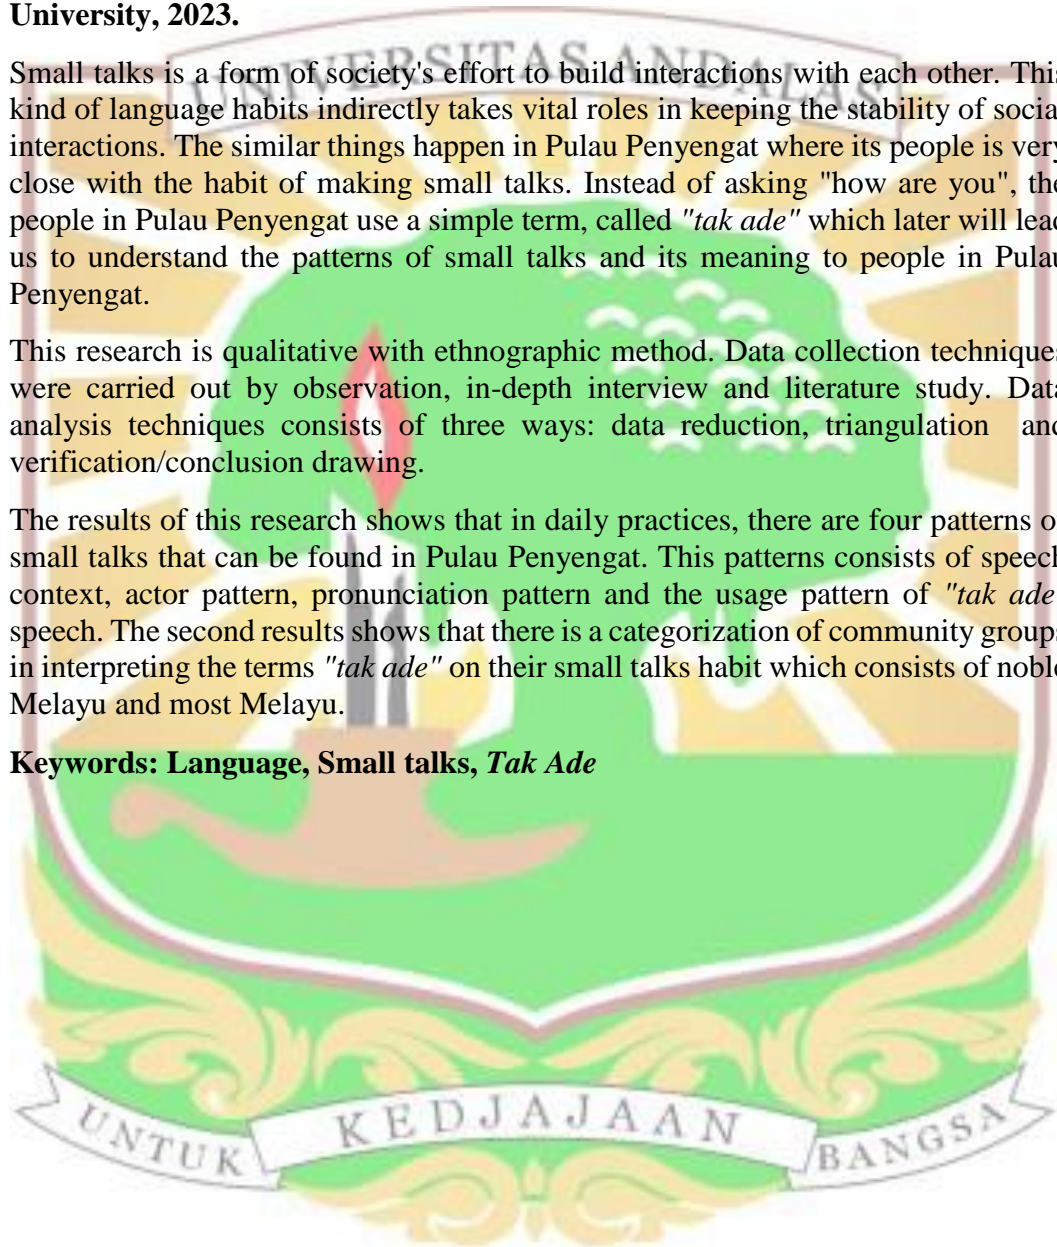 University, 2023.
UNIVERSITAS ANDALAS
Small talks is a form of society's effort to build interactions with each other. This
kind of language habits indirectly takes vital roles in keeping the stability of social
interactions. The similar things happen in Pulau Penyengat where its people is very
close with the habit of making small talks. Instead of asking "how are you", the
people in Pulau Penyengat use a simple term, called "tak ade" which later will lead
us to understand the patterns of small talks and its meaning to people in Pulau
Penyengat.
This research is qualitative with ethnographic method. Data collection techniques
were carried out by observation, in-depth interview and literature study. Data
analysis techniques consists of three ways: data reduction, triangulation and
verification/conclusion drawing.
The results of this research shows that in daily practices, there are four patterns of
small talks that can be found in Pulau Penyengat. This patterns consists of speech
context, actor pattern, pronunciation pattern and the usage pattern of "tak ade"
speech. The second results shows that there is a categorization of community groups
in interpreting the terms "tak ade" on their small talks habit which consists of noble
Melayu and most Melayu.
Keywords: Language, Small talks, Tak Ade
UNTUK KEDJAJAAN BANGSA